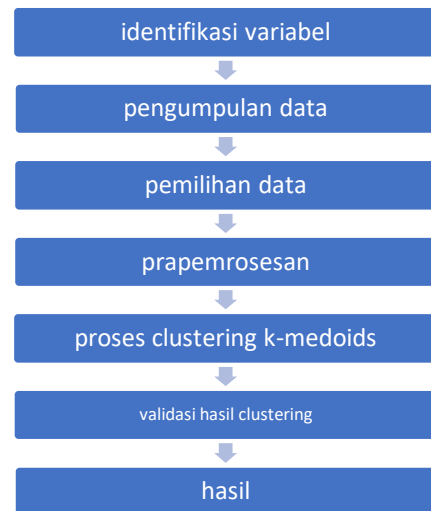 identifikasi variabel
pengumpulan data
pemilihan data
prapemrosesan
proses clustering k-medoids
validasi hasil clustering
hasil